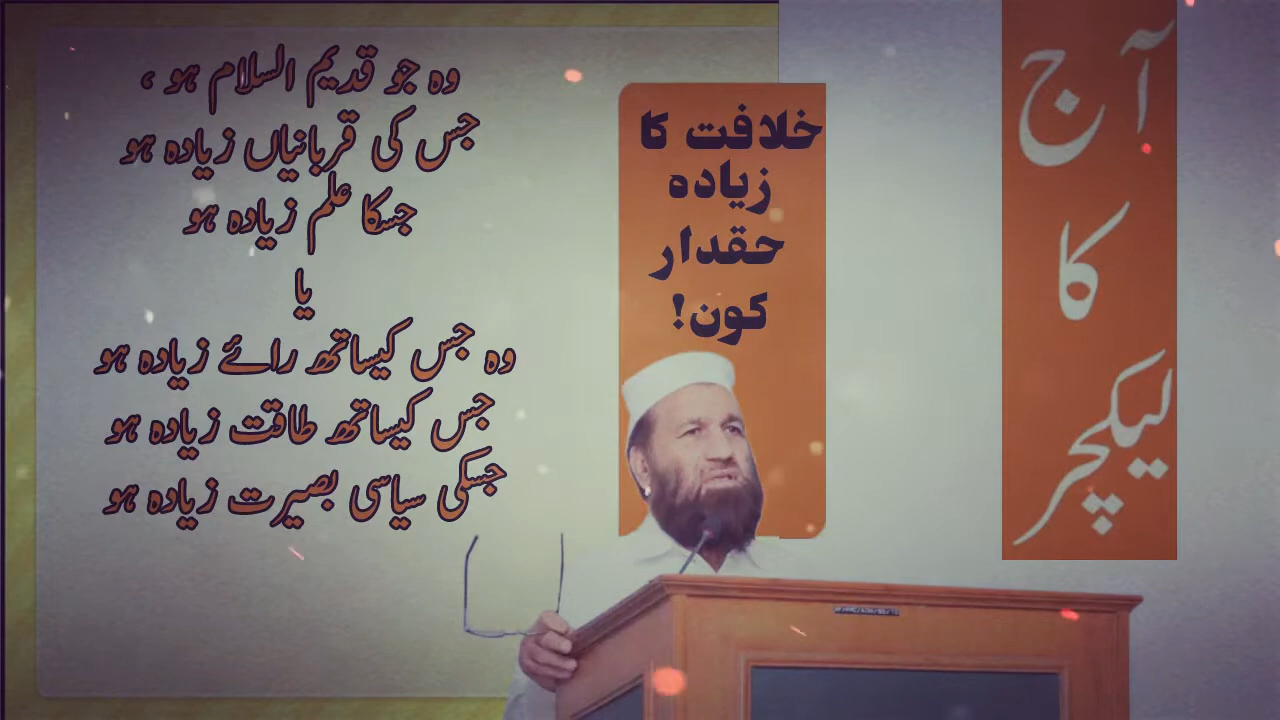 آج
کا
لیکچر
خلافت کا
زیادہ
حقدار
کون!
وہ جو قدیم السلام ہو ،
جس کی قربانیاں زیادہ ہو
جسکا علم زیادہ ہو
یا
وہ جس کیساتھ رائے زیادہ ہو
جس کیساتھ طاقت زیادہ ہو
جسکی سیاسی بصیرت زیادہ ہو